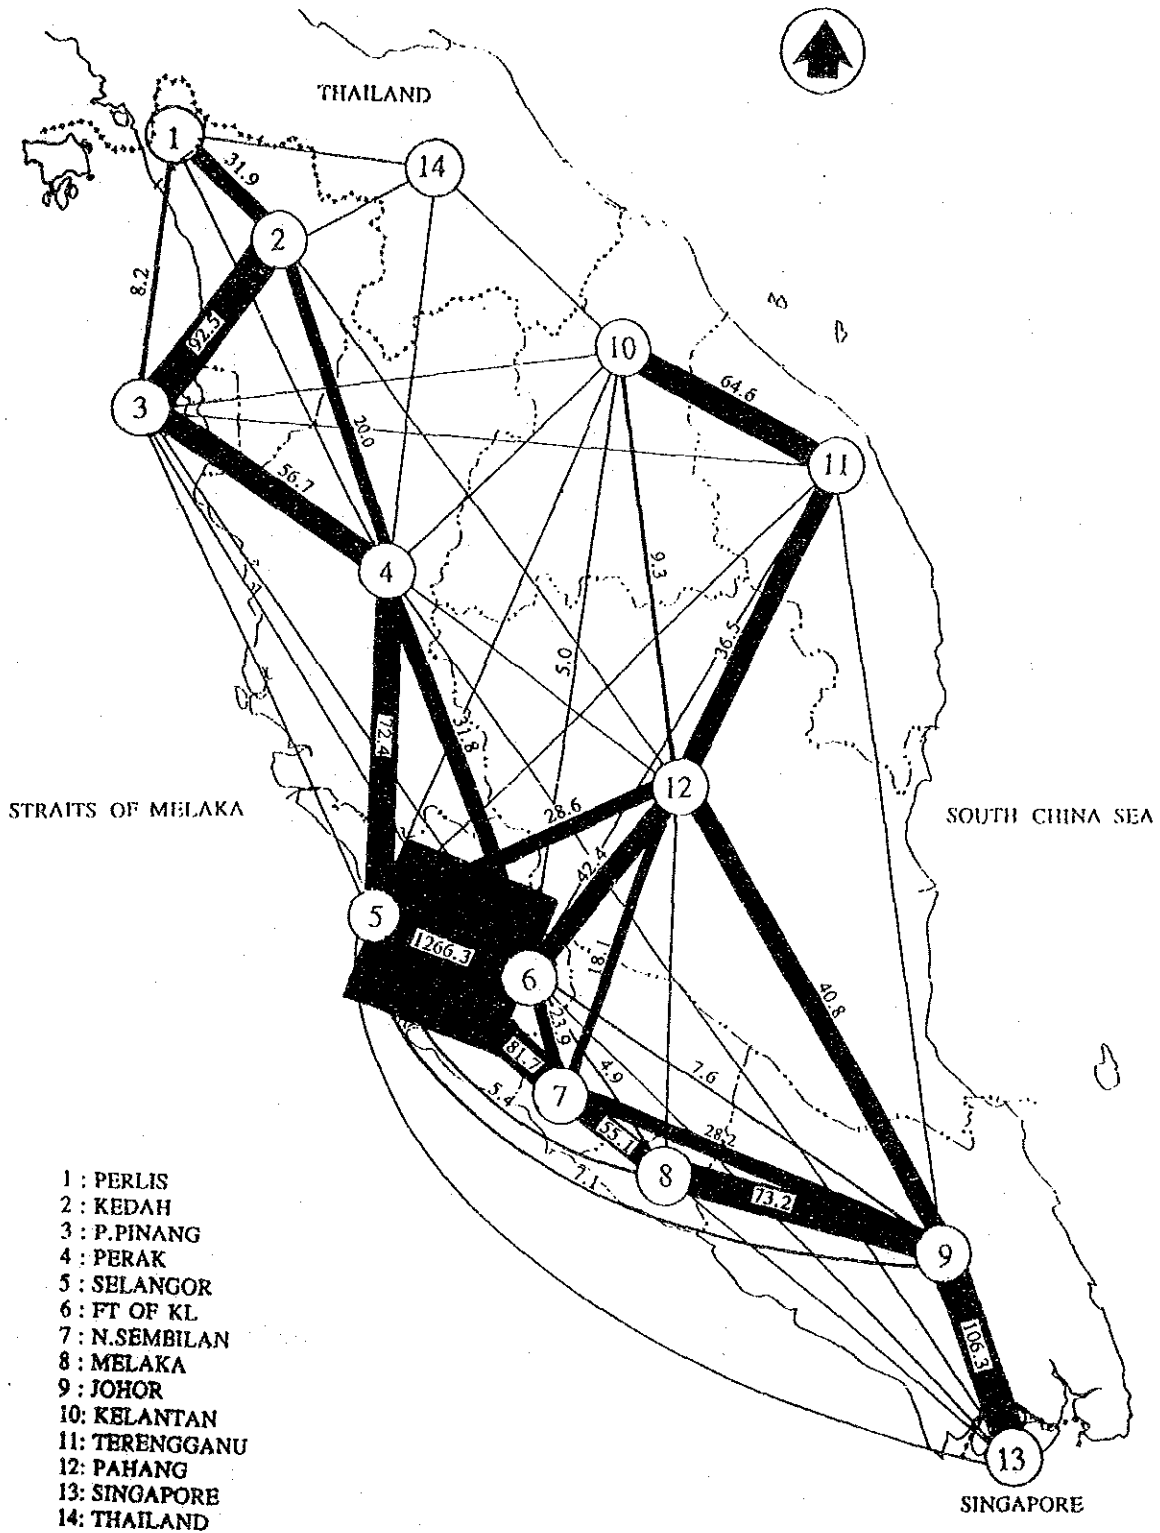 THAILAND
1
14
31.9
2
8.2
92.5
10
3
64.6
20.0
11
56.7
9.3
4
36.5
5.0
31.8
72.4
12
STRAITS OF MELAKA
28.6
SOUTH CHINA SEA
42.4
5
1266.3
18.1
6
40.8
23.9
81.7
4.9
7.6
5.4
7
55.1
28.2
7.1
8
73.2
9
106.3
13
SINGAPORE
1 : PERLIS
2 : KEDAH
3 : P.PINANG
4 : PERAK
5 : SELANGOR
6 : FT OF KL
7 : N.SEMBILAN
8 : MELAKA
9 : JOHOR
10: KELANTAN
11: TERENGGANU
12: PAHANG
13: SINGAPORE
14: THAILAND